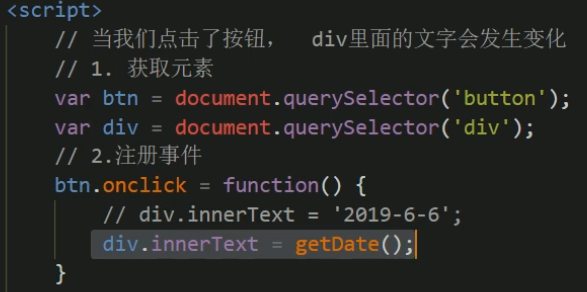 <script>
// 当我们点击了按钮， div里面的文字会发生变化
// 1. 获取元素
var btn = document.querySelector('button');
var div = document.querySelector('div');
// 2.注册事件
btn.onclick = function() {
// div.innerText = '2019-6-6';
div.innerText = getDate();
}